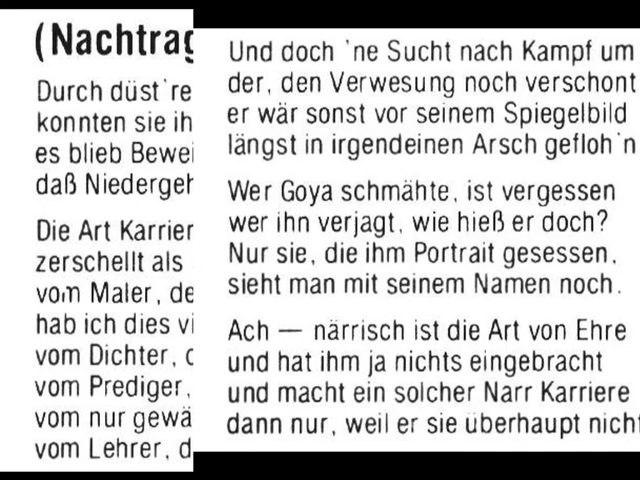 (Nachtrag
Durch düst're
konnten sie ih
es blieb Bewei
daß Niedergeh
Die Art Karrier
zerschellt als
vom Maler, de
hab ich dies vi
vom Dichter, d
vom Prediger,
vom nur gewä
vom Lehrer, d
Und doch 'ne Sucht nach Kampf um
der, den Verwesung noch verschont
er wär sonst vor seinem Spiegelbild
längst in irgendeinen Arsch gefloh'n
Wer Goya schmähte, ist vergessen
wer ihn verjagt, wie hieß er doch?
Nur sie, die ihm Portrait gesessen,
sieht man mit seinem Namen noch.
Ach — närrisch ist die Art von Ehre
und hat ihm ja nichts eingebracht
und macht ein solcher Narr Karriere
dann nur, weil er sie überhaupt nicht